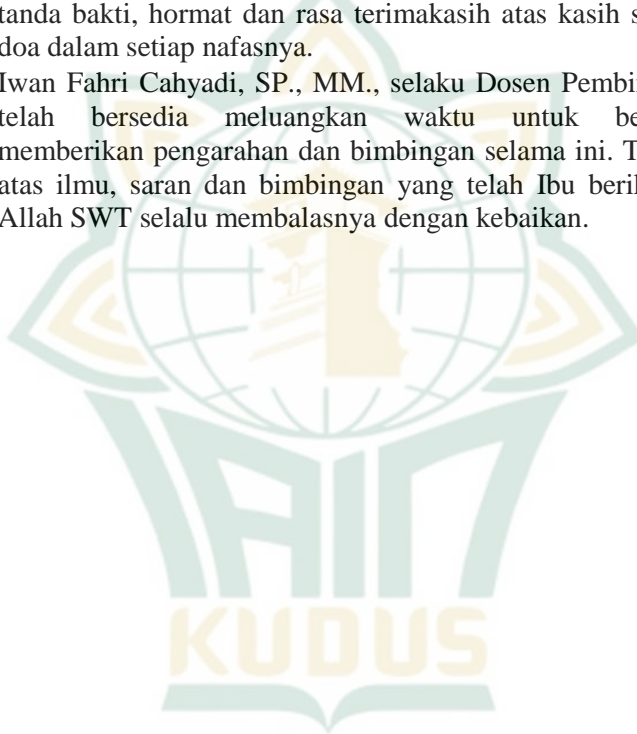 tanda bakti, hormat dan rasa terimakasih atas kasih s
doa dalam setiap nafasnya.
Iwan Fahri Cahyadi, SP., MM., selaku Dosen Pembi
telah bersedia meluangkan waktu untuk be
memberikan pengarahan dan bimbingan selama ini. T
atas ilmu, saran dan bimbingan yang telah Ibu beri
Allah SWT selalu membalasnya dengan kebaikan.
IAIN
KUDUS